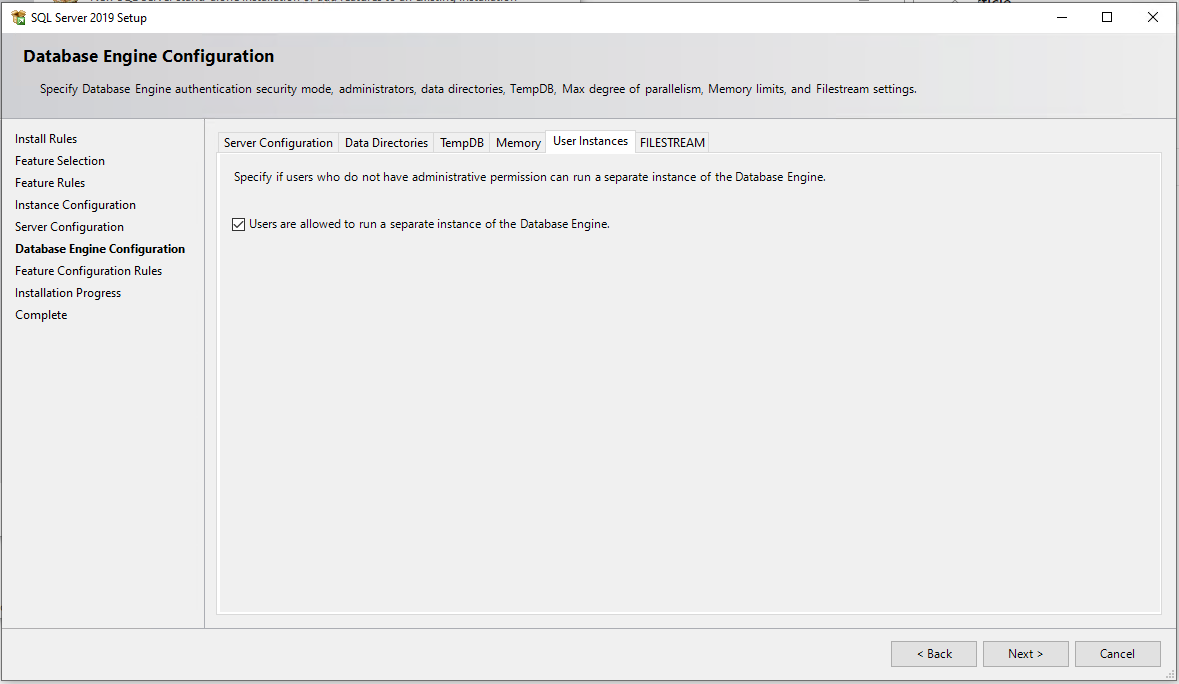 SQL Server 2019 Setup
Database Engine Configuration
Specify Database Engine authentication security mode, administrators, data directories, TempDB, Max degree of parallelism, Memory limits, and Filestream settings.
Install Rules
Feature Selection
Feature Rules
Instance Configuration
Server Configuration
Database Engine Configuration
Feature Configuration Rules
Installation Progress
Complete
Server Configuration Data Directories TempDB Memory User Instances FILESTREAM
Specify if users who do not have administrative permission can run a separate instance of the Database Engine.
Users are allowed to run a separate instance of the Database Engine.
< Back Next > Cancel